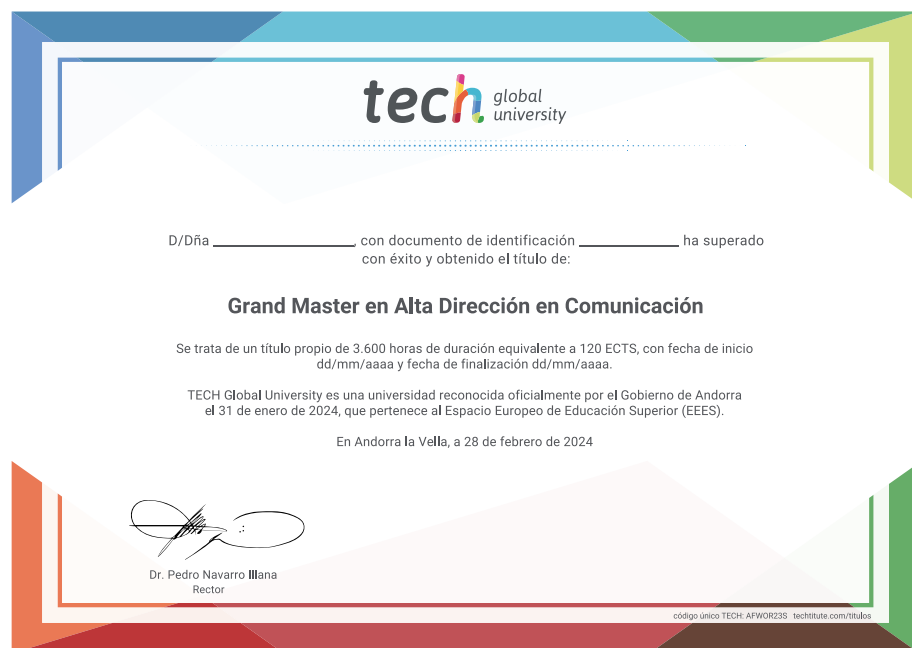 tech global university
D/Dña ______________, con documento de identificación __________ ha superado
con éxito y obtenido el título de:
Grand Master en Alta Dirección en Comunicación
Se trata de un título propio de 3.600 horas de duración equivalente a 120 ECTS, con fecha de inicio
dd/mm/aaaa y fecha de finalización dd/mm/aaaa.
TECH Global University es una universidad reconocida oficialmente por el Gobierno de Andorra
el 31 de enero de 2024, que pertenece al Espacio Europeo de Educación Superior (EEES).
En Andorra la Vella, a 28 de febrero de 2024
Dr. Pedro Navarro Illana
Rector
código único TECH: AFWOR23S techtitute.com/titulos